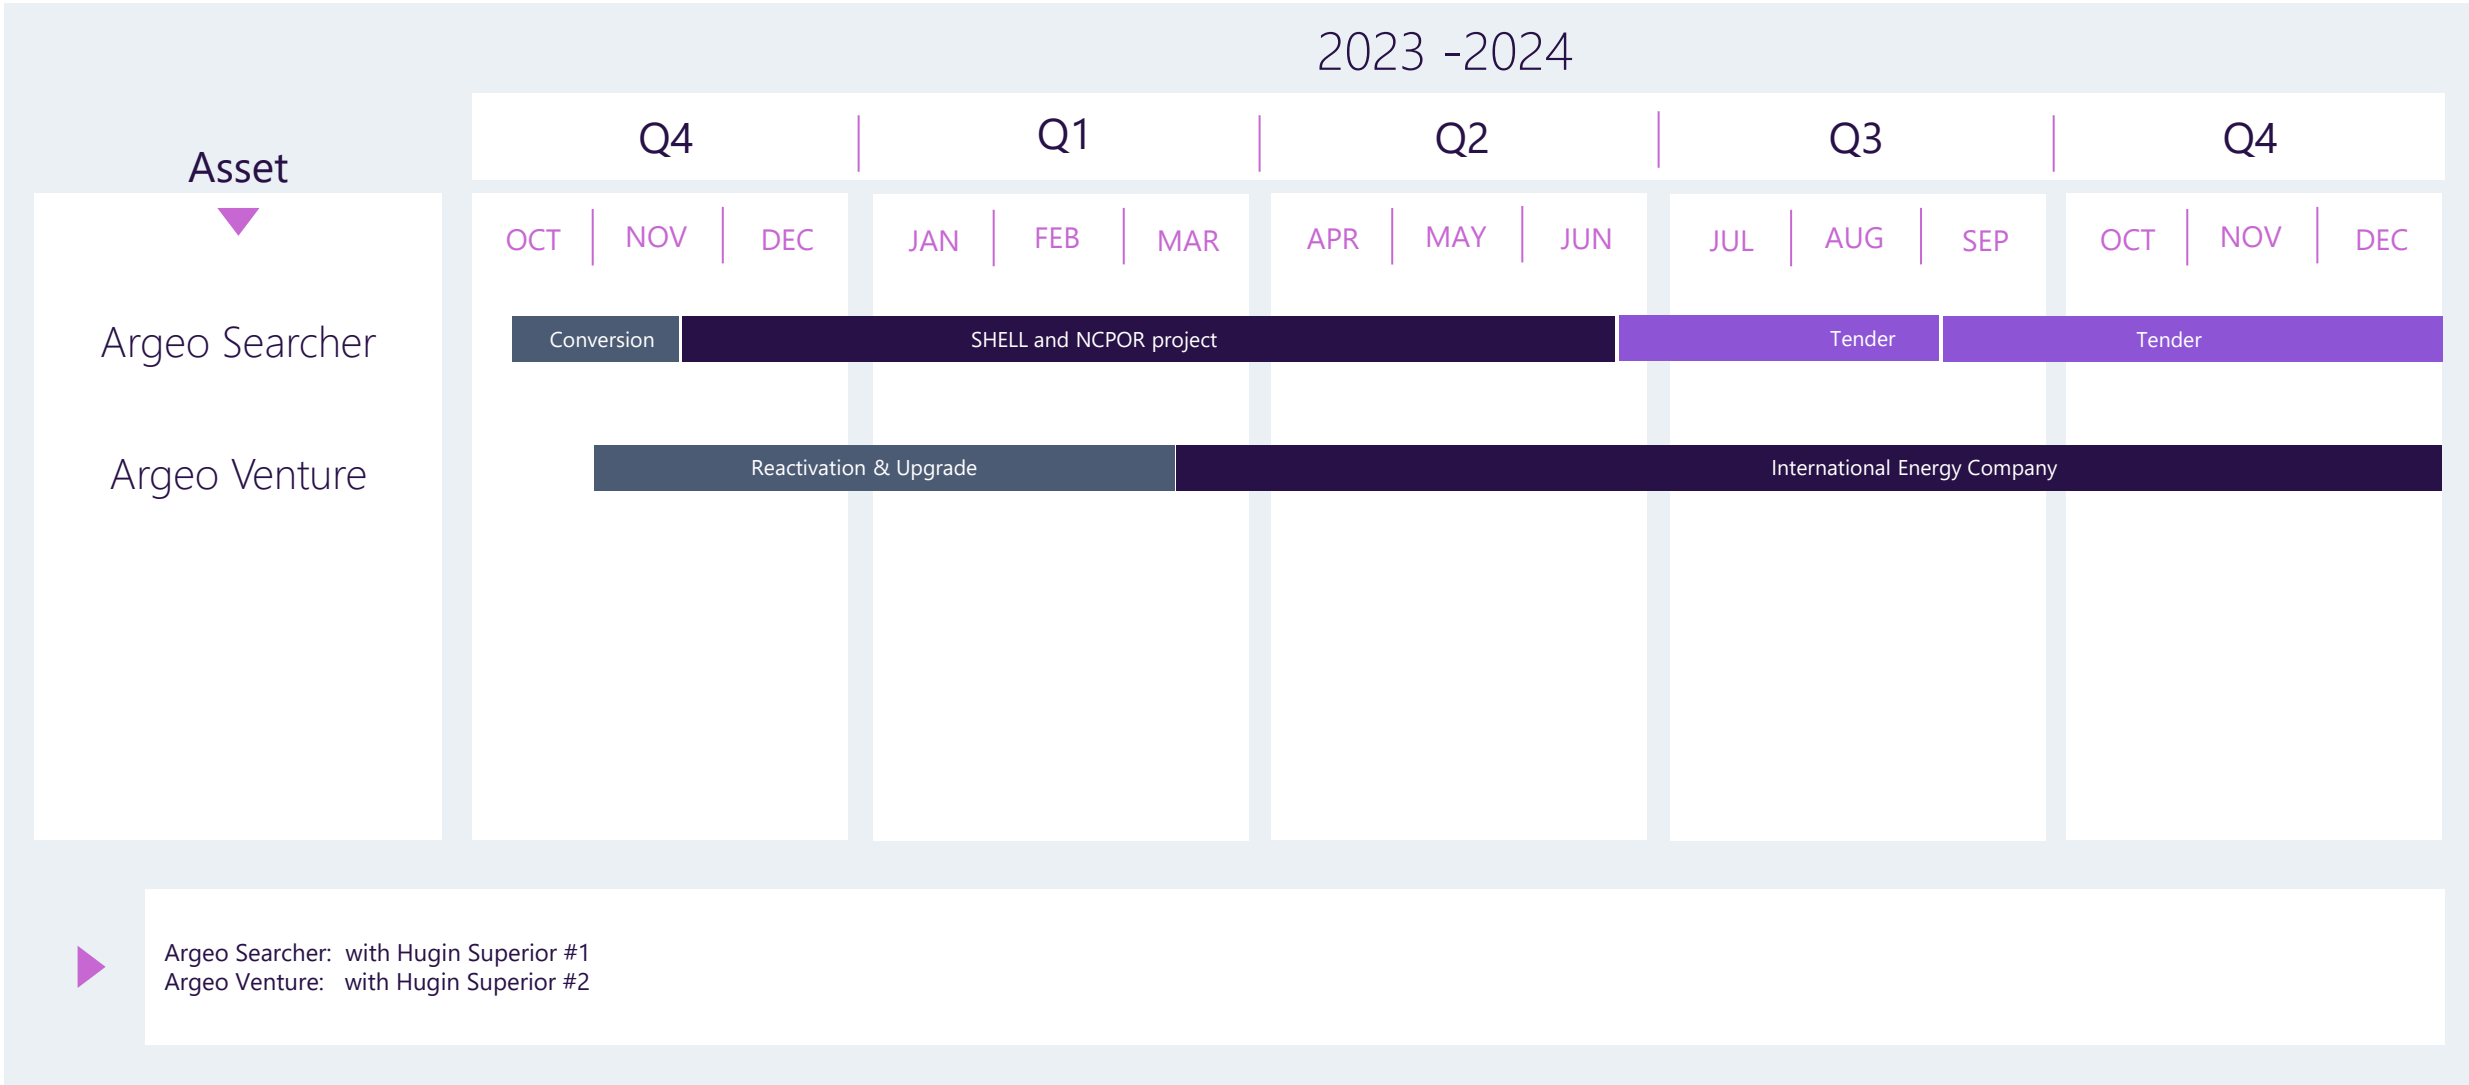 2023 -2024
Asset
Q4
Q1
Q2
Q3
Q4
OCT
NOV
DEC
JAN
FEB
MAR
APR
MAY
JUN
JUL
AUG
SEP
OCT
NOV
DEC
Argeo Searcher
Conversion
SHELL and NCPOR project
Tender
Tender
Argeo Venture
Reactivation & Upgrade
International Energy Company
Argeo Searcher: with Hugin Superior #1
Argeo Venture: with Hugin Superior #2